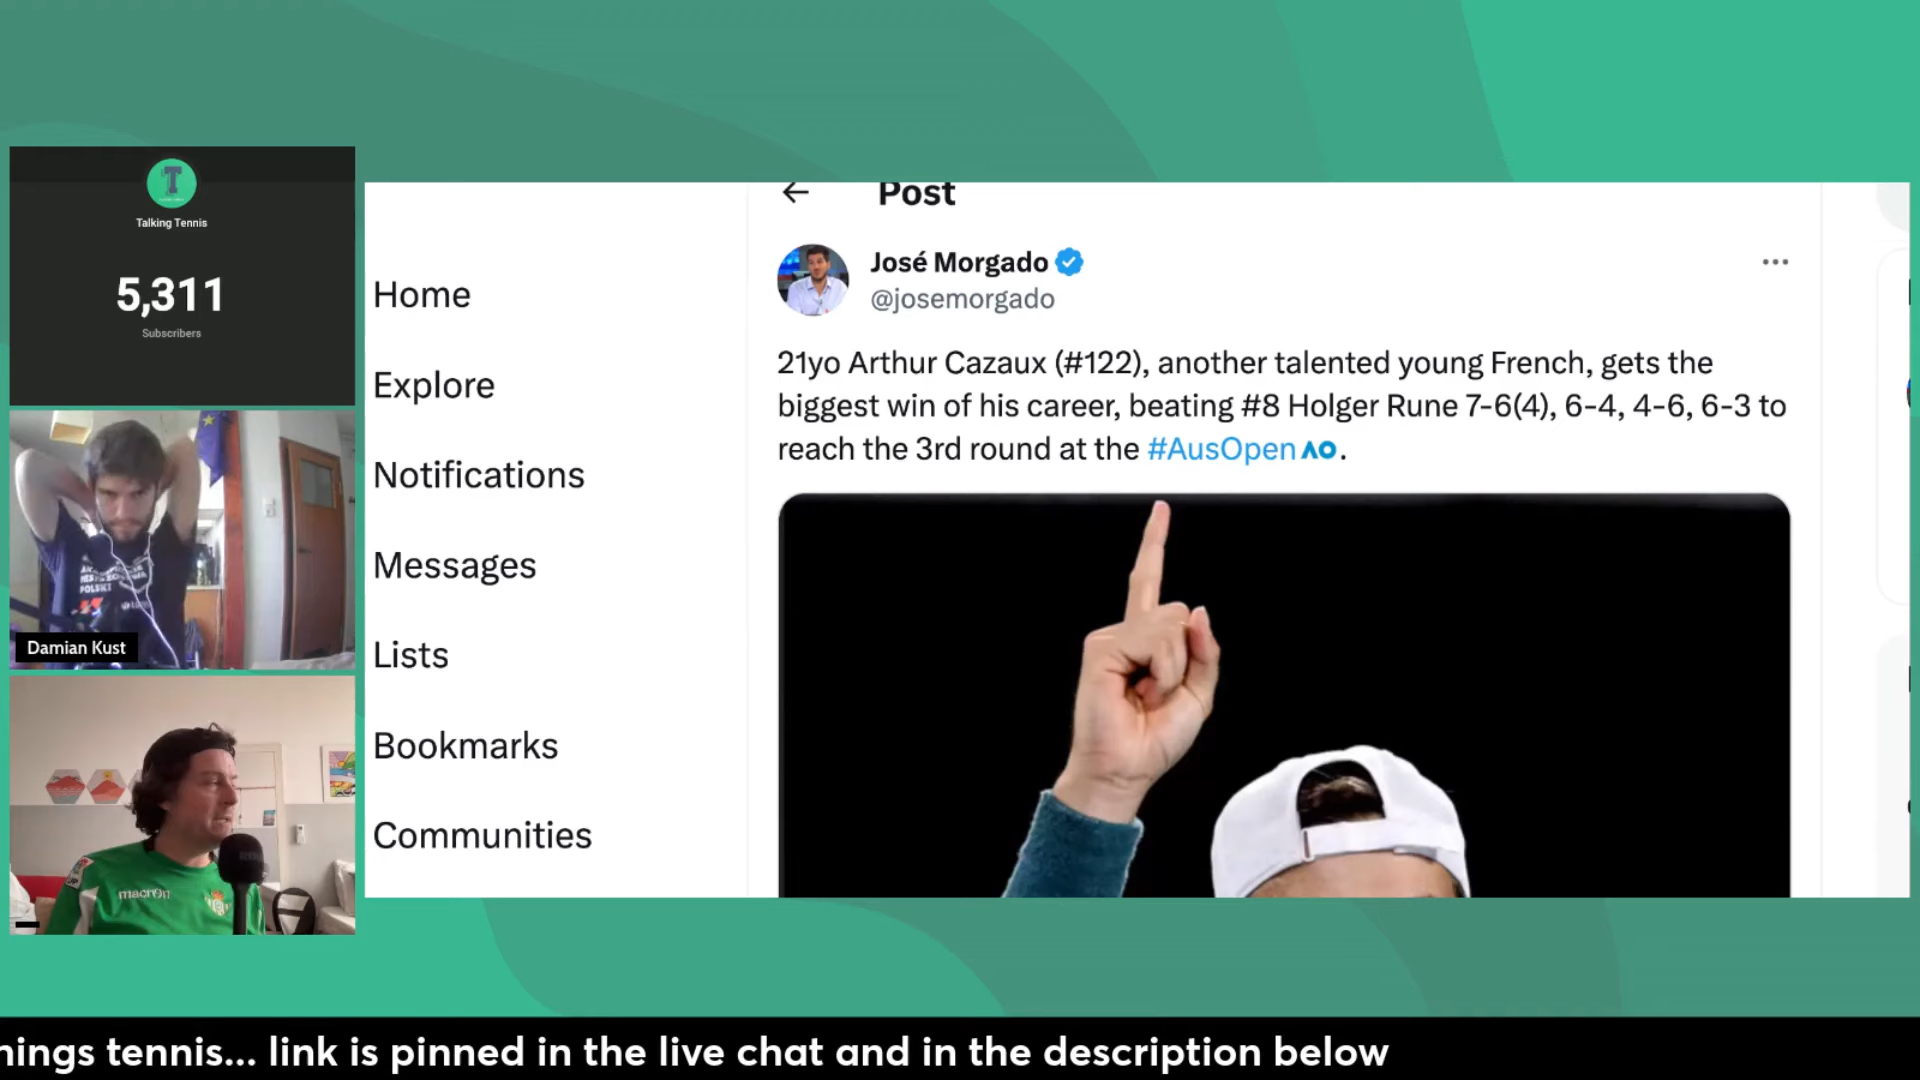 T
Talking Tennis
5,311
Subscribers
POLSKI
Damian Kust
macron
Home
Explore
Notifications
Messages
Lists
Bookmarks
Communities
Post
José Morgado
@josemorgado
21yo Arthur Cazaux (#122), another talented young French, gets the
biggest win of his career, beating #8 Holger Rune 7-6(4), 6-4, 4-6, 6-3 to
reach the 3rd round at the #AusOpen AO.
tennis... link is pinned in the live chat and in the description below